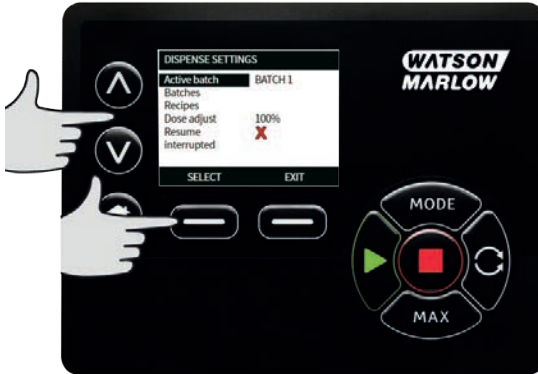 WATSON
MARLOW
DISPENSE SETTINGS
Active batch BATCH 1
Batches
Recipes
Dose adjust 100%
Resume X
interrupted
SELECT EXIT
MODE
MAX